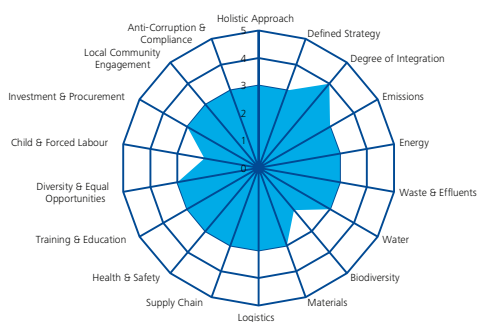 Holistic Approach
Defined Strategy
Degree of Integration
Emissions
Energy
Waste & Effluents
Water
Biodiversity
Materials
Logistics
Supply Chain
Health & Safety
Training & Education
Diversity & Equal
Opportunities
Child & Forced Labour
Investment & Procurement
Local Community
Engagement
Anti-Corruption &
Compliance
5
4
3
2
1
0